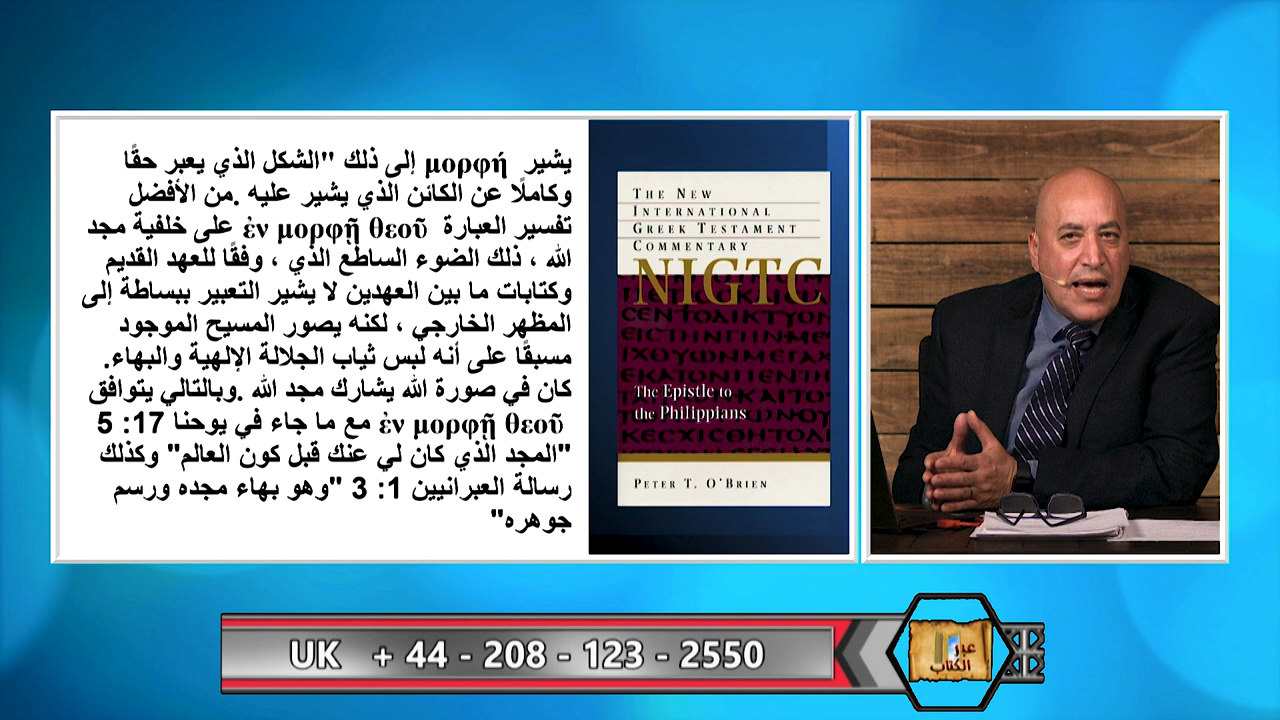 يشير μορφή إلى ذلك "الشكل الذي يعبر حقًا
وكاملًا عن الكائن الذي يشير عليه .من الأفضل
تفسير العبارة ἐν μορφῇ θεοῦ على خلفية مجد
الله ، ذلك الضوء الساطع الذي ، وفقًا للعهد القديم
وكتابات ما بين العهدين لا يشير التعبير ببساطة إلى
المظهر الخارجي ، لكنه يصور المسيح الموجود
مسبقًا على أنه لبس ثياب الجلالة الإلهية والبهاء.
كان في صورة الله يشارك مجد الله .وبالتالي يتوافق
ἐν μορφῇ θεοῦ مع ما جاء في يوحنا 17: 5
"المجد الذي كان لي عنك قبل كون العالم" وكذلك
رسالة العبرانيين 1: 3 "وهو بهاء مجده ورسم
جوهره"
THE NEW
INTERNATIONAL
GREEK TESTAMENT
COMMENTARY
NIGTC
The Epistle to
the Philippians
PETER T. O'BRIEN
UK + 44 - 208 - 123 - 2550
عبر
الكتاب